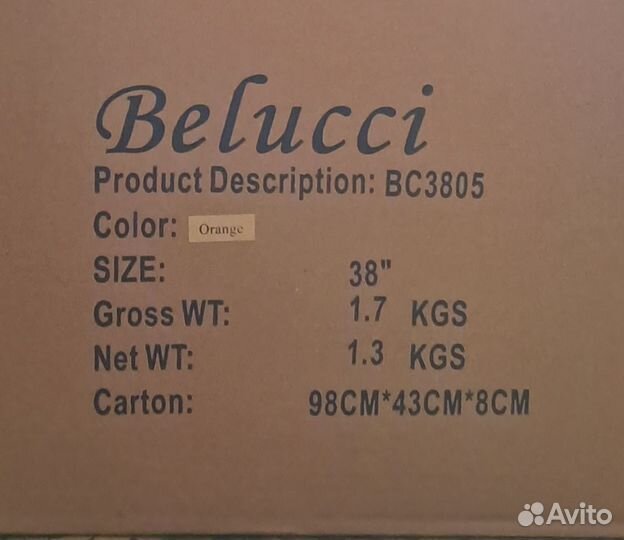 Belucci
Product Description: BC3805
Color: Orange
SIZE: 38"
Gross WT: 1.7 KGS
Net WT: 1.3 KGS
Carton: 98CM*43CM*8CM
Avito